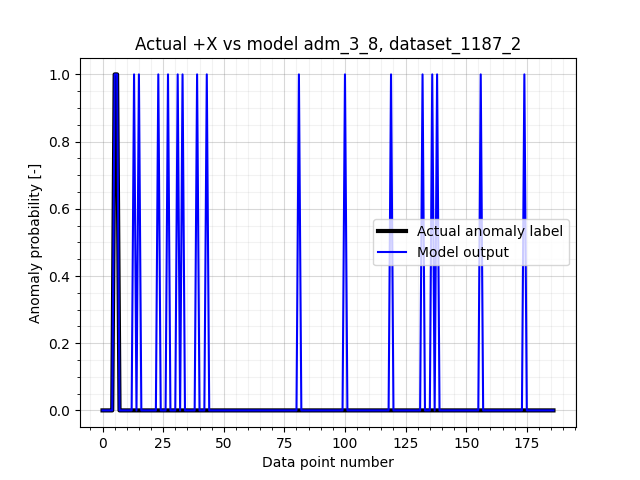 Actual +X vs model adm_3_8, dataset_1187_2
1.0
0.8
0.6
0.4
0.2
0.0
Anomaly probability [-]
Actual anomaly label
Model output
0 25 50 75 100 125 150 175
Data point number